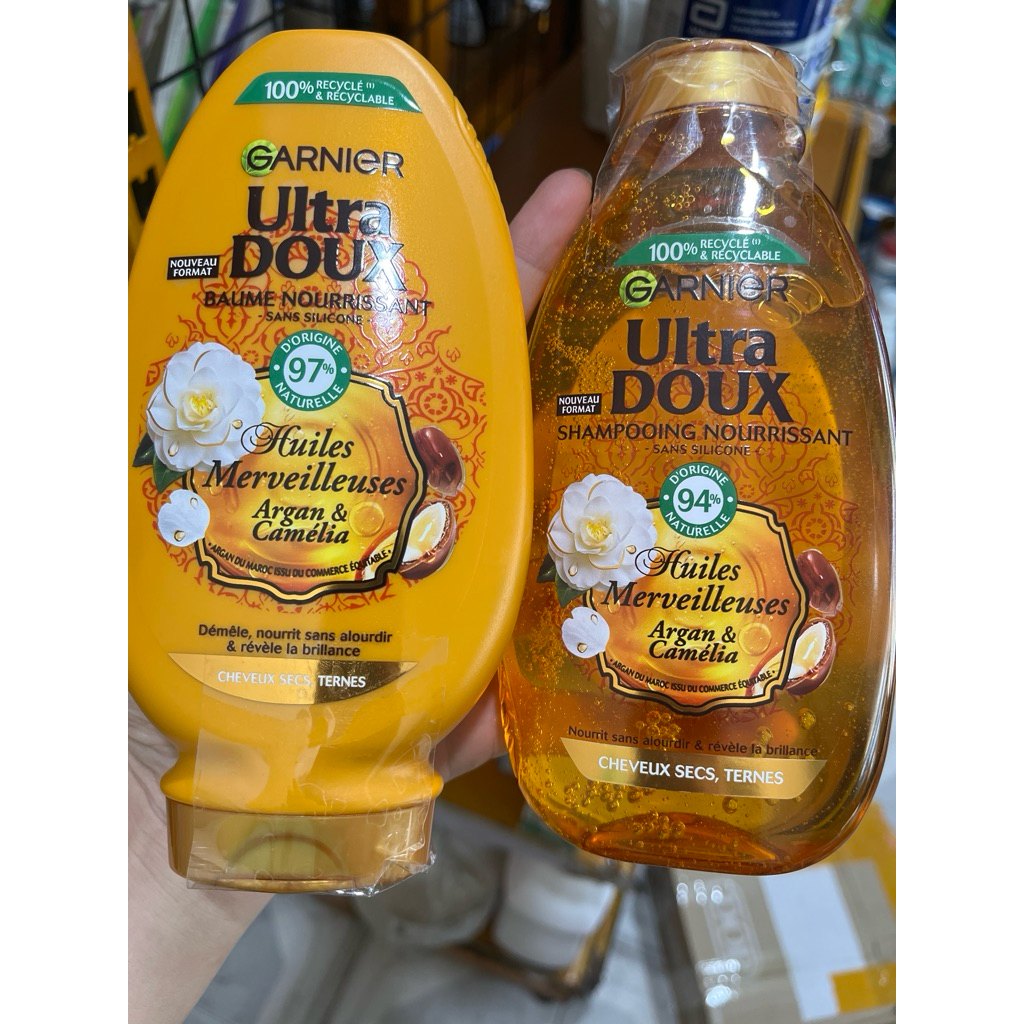 100% RECYCLÉ (1)
& RECYCLABLE
GARNIER
Ultra
DOUX
NOUVEAU
FORMAT
BAUME NOURRISSANT
- SANS SILICONE -
D'ORIGINE
97%
NATURELLE
Huiles
Merveilleuses
Argan &
Camélia
• ARGAN DU MAROC ISSU DU COMMERCE ÉQUITABLE •
Démêle, nourrit sans alourdir
& révèle la brillance
CHEVEUX SECS, TERNES
100% RECYCLÉ (1)
& RECYCLABLE
GARNIER
Ultra
DOUX
NOUVEAU
FORMAT
SHAMPOOING NOURRISSANT
- SANS SILICONE -
D'ORIGINE
94%
NATURELLE
Huiles
Merveilleuses
Argan &
Camélia
• ARGAN DU MAROC ISSU DU COMMERCE ÉQUITABLE •
Nourrit sans alourdir & révèle la brillance
CHEVEUX SECS, TERNES